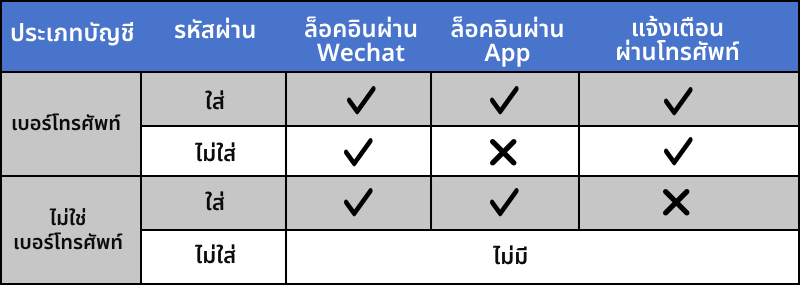 ประเภทบัญชี
รหัสผ่าน
ล็อคอินผ่าน
Wechat
ล็อคอินผ่าน
App
แจ้งเตือน
ผ่านโทรศัพท์
เบอร์โทรศัพท์
ใส่
ไม่ใส่
ไม่ใช่
เบอร์โทรศัพท์
ใส่
ไม่ใส่
ไม่มี